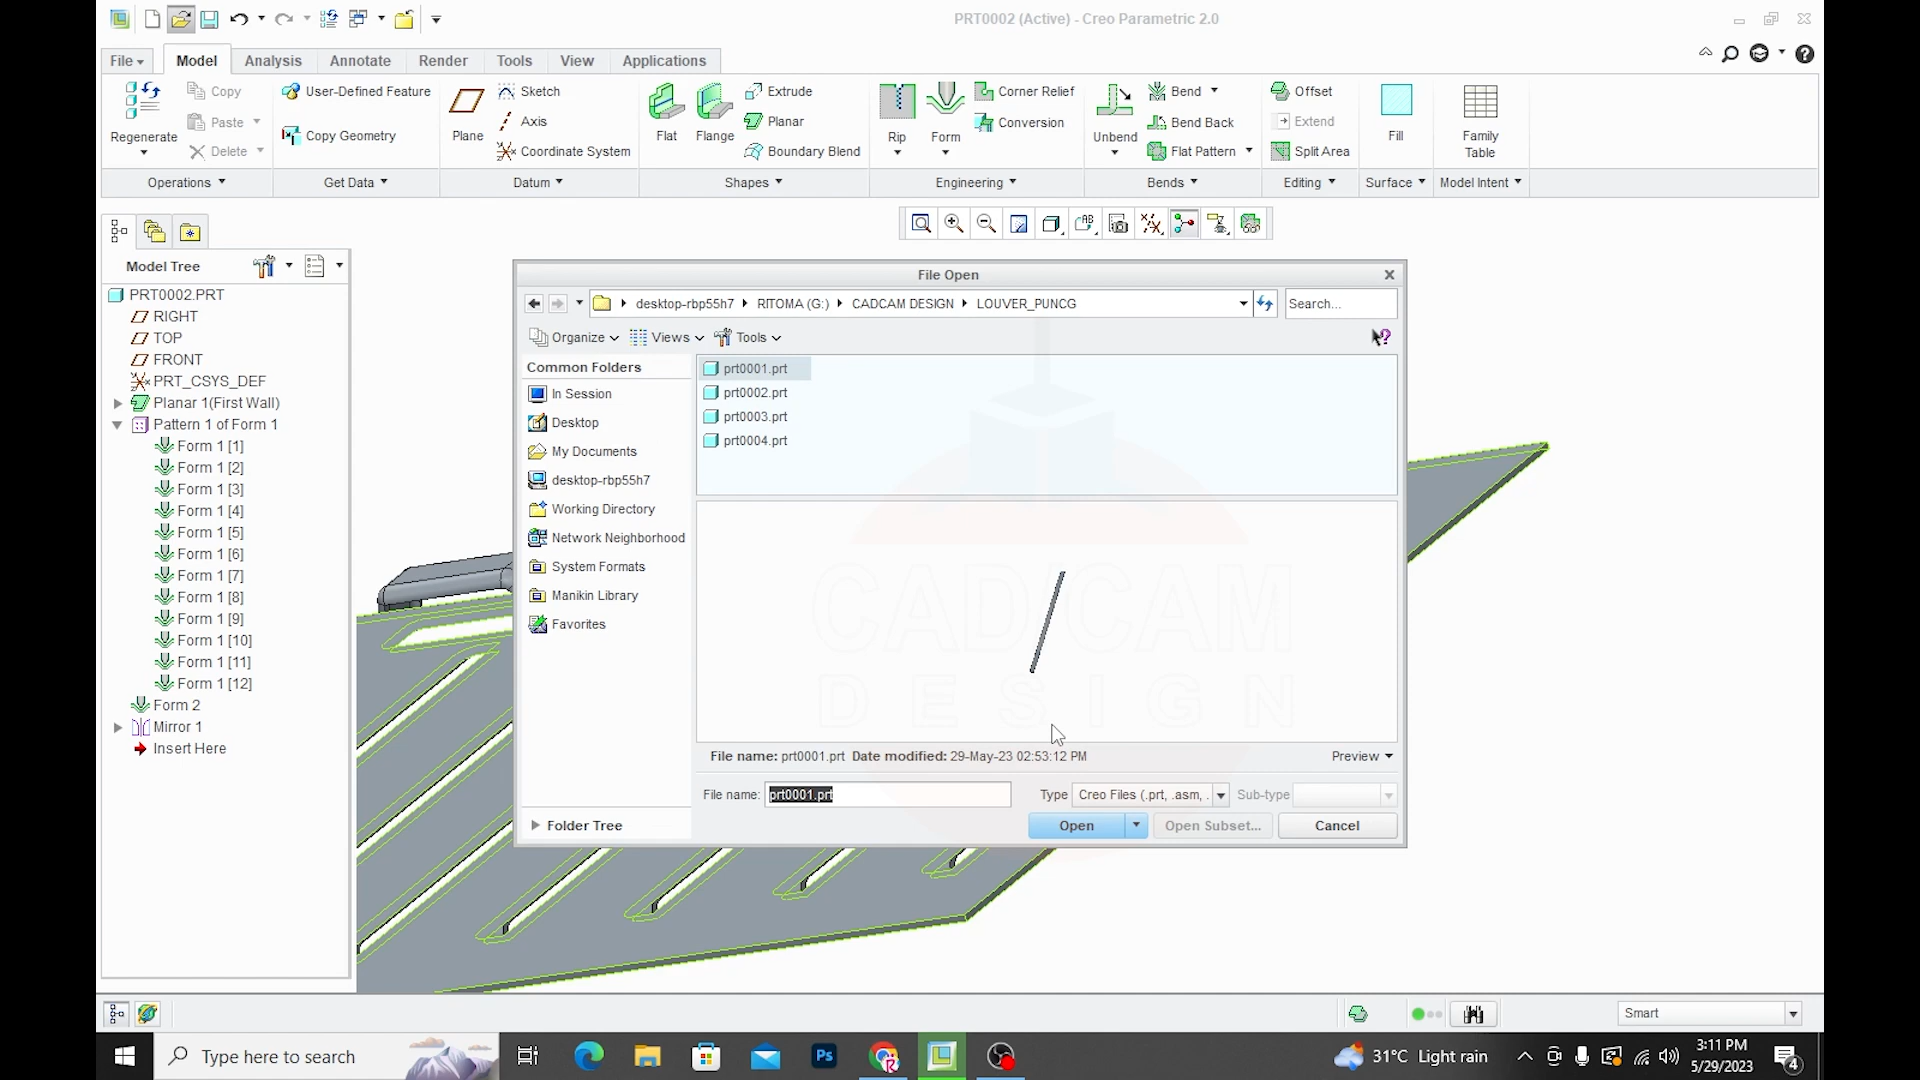 PRT0002 (Active) - Creo Parametric 2.0
File
Model
Analysis
Annotate
Render
Tools
View
Applications
Regenerate
Copy
Paste
Delete
User-Defined Feature
Copy Geometry
Plane
Sketch
Axis
Coordinate System
Flat
Flange
Extrude
Planar
Boundary Blend
Rip
Form
Corner Relief
Conversion
Unbend
Bend
Bend Back
Flat Pattern
Offset
Extend
Split Area
Fill
Family
Table
Operations
Get Data
Datum
Shapes
Engineering
Bends
Editing
Surface
Model Intent
Model Tree
PRT0002.PRT
RIGHT
TOP
FRONT
PRT_CSYS_DEF
Planar 1(First Wall)
Pattern 1 of Form 1
Form 1 [1]
Form 1 [2]
Form 1 [3]
Form 1 [4]
Form 1 [5]
Form 1 [6]
Form 1 [7]
Form 1 [8]
Form 1 [9]
Form 1 [10]
Form 1 [11]
Form 1 [12]
Form 2
Mirror 1
Insert Here
File Open
desktop-rbp55h7
RITOMA (G:)
CADCAM DESIGN
LOUVER_PUNCG
Search...
Organize
Views
Tools
Common Folders
In Session
Desktop
My Documents
desktop-rbp55h7
Working Directory
Network Neighborhood
System Formats
Manikin Library
Favorites
Folder Tree
prt0001.prt
prt0002.prt
prt0003.prt
prt0004.prt
CAD/CAM
DESIGN
File name: prt0001.prt Date modified: 29-May-23 02:53:12 PM
Preview
File name: prt0001.prt
Type Creo Files (.prt, .asm, .
Sub-type
Open
Open Subset...
Cancel
Smart
Type here to search
Ps
31°C Light rain
3:11 PM
5/29/2023
4